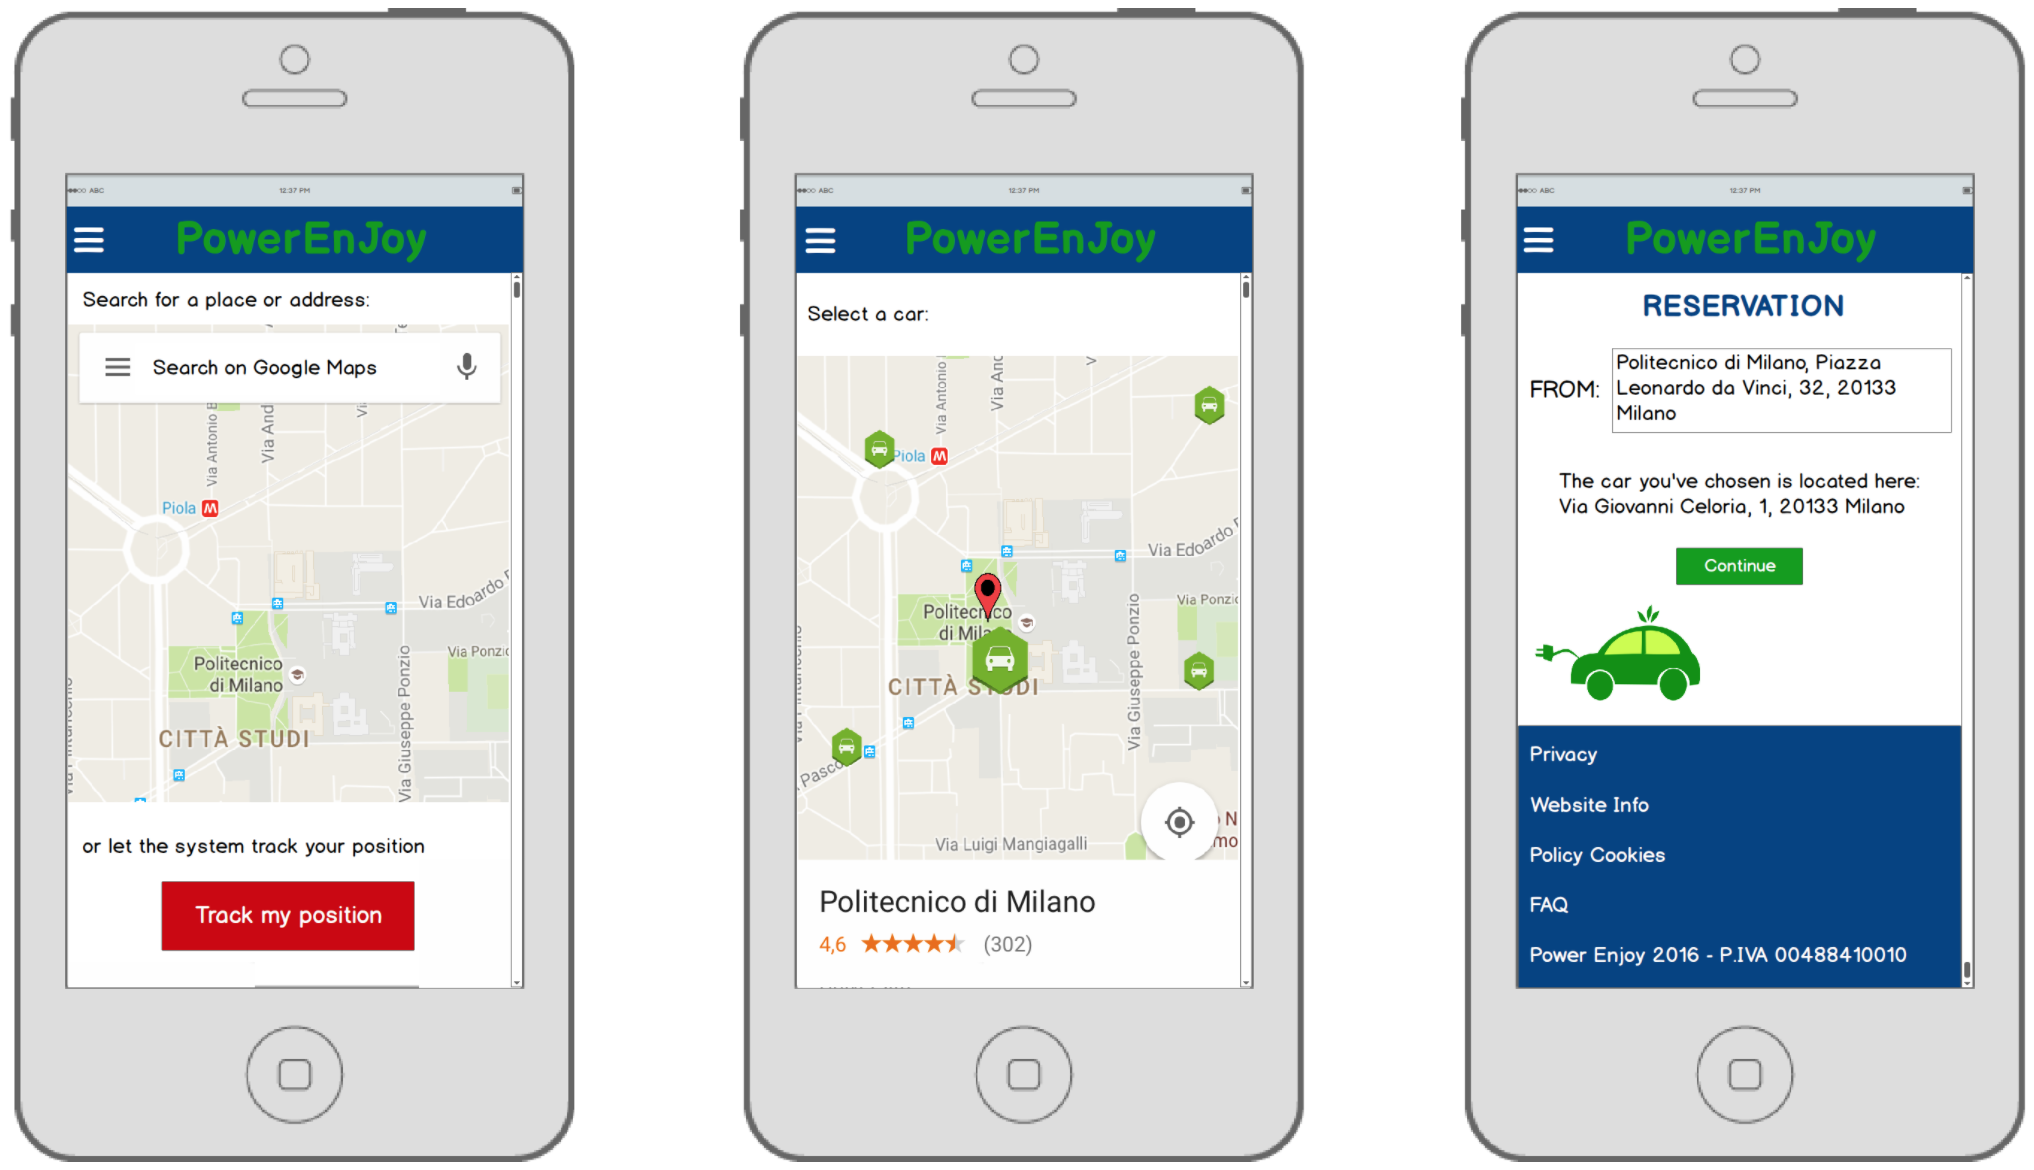 ABC
12:37 PM
PowerEnJoy
Search for a place or address:
Search on Google Maps
Via Antonio B
Via And
Vi
Piola M
Via Edoardo
Via Ponzio
Politecnico
di Milano
Via Giuseppe Ponzio
CITTÀ STUDI
or let the system track your position
Track my position
ABC
12:37 PM
PowerEnJoy
Select a car:
Via Antonio
Via And
V
Piola M
Via Edoardo
Politecnico
di Mila
Via Ponzio
Via Giuseppe Ponzio
CITTÀ STUDI
Pasco
Via Luigi Mangiagalli
N
mo
Politecnico di Milano
4,6 (302)
ABC
12:37 PM
PowerEnJoy
RESERVATION
FROM:
Politecnico di Milano, Piazza
Leonardo da Vinci, 32, 20133
Milano
The car you've chosen is located here:
Via Giovanni Celoria, 1, 20133 Milano
Continue
Privacy
Website Info
Policy Cookies
FAQ
Power Enjoy 2016 - P.IVA 00488410010